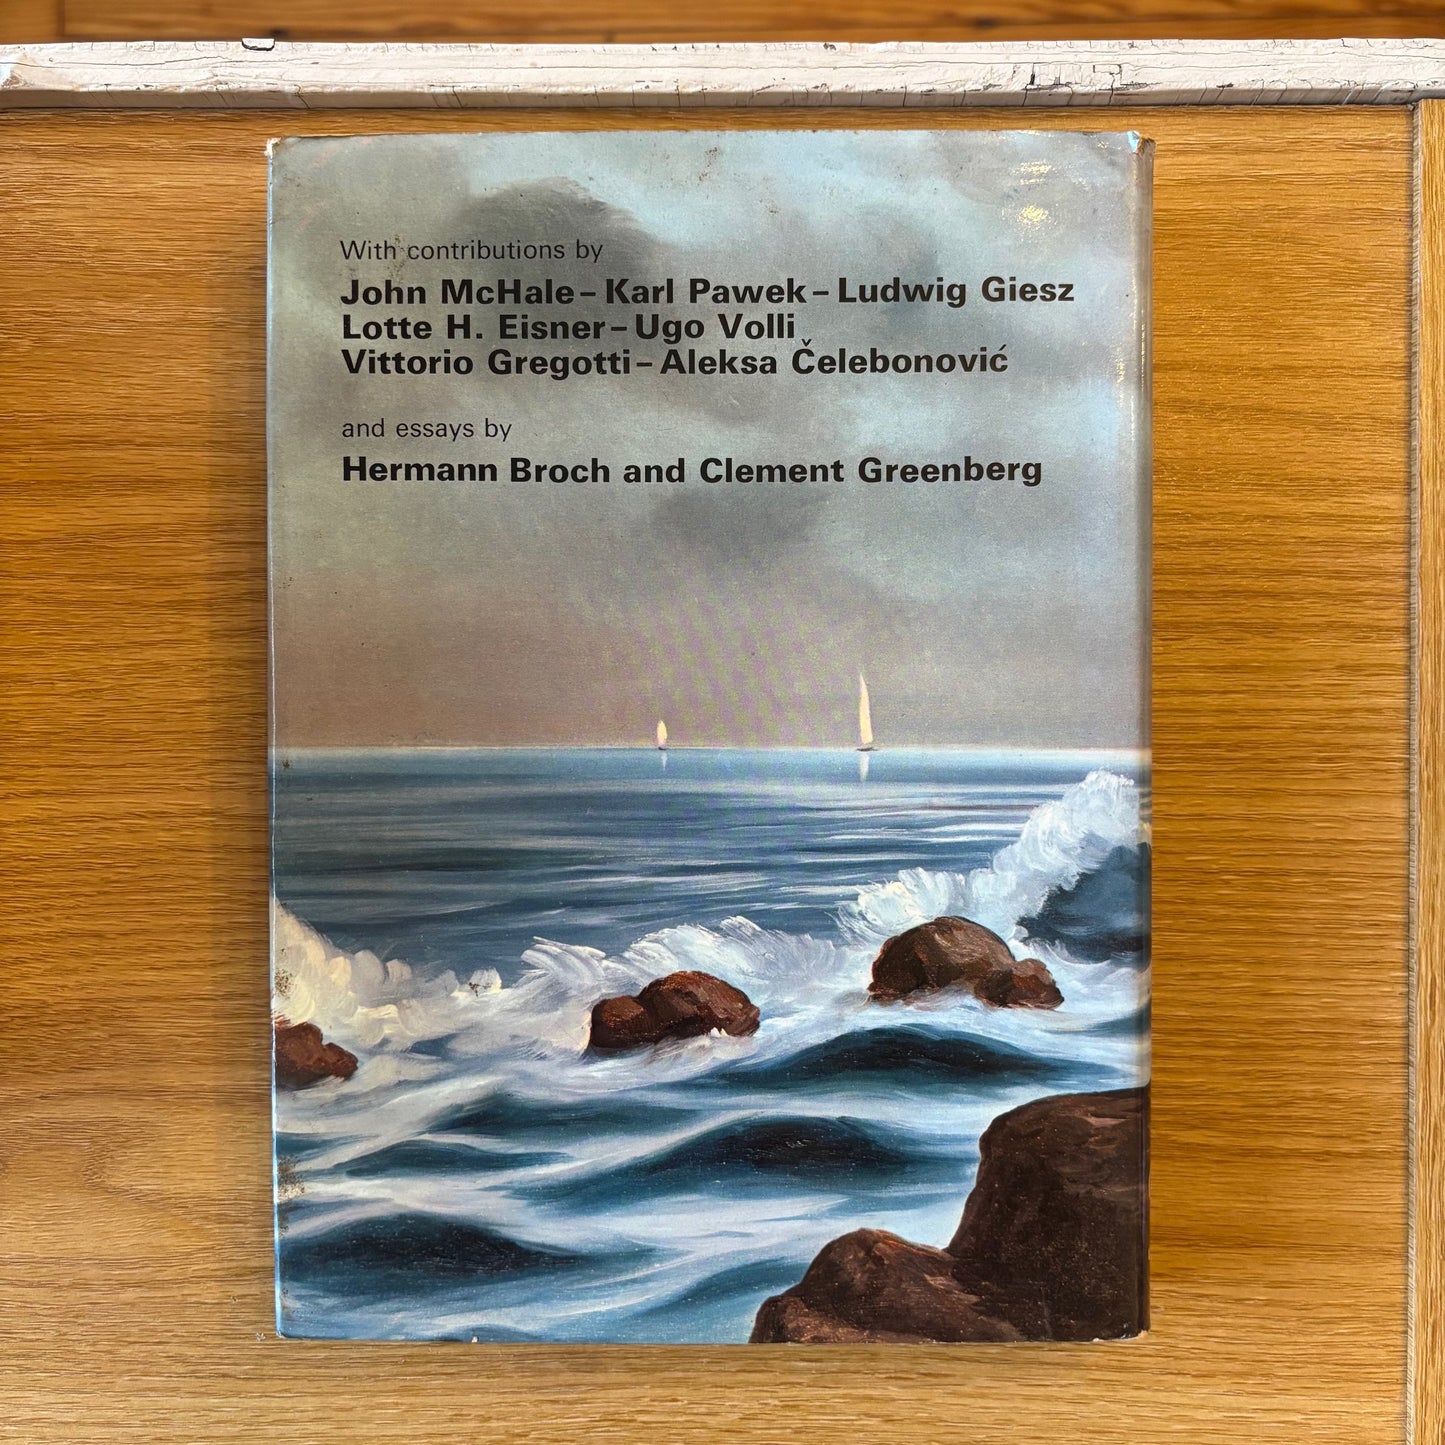 With contributions by
John McHale – Karl Pawek – Ludwig Giesz
Lotte H. Eisner – Ugo Volli
Vittorio Gregotti – Aleksa Čelebonović
and essays by
Hermann Broch and Clement Greenberg